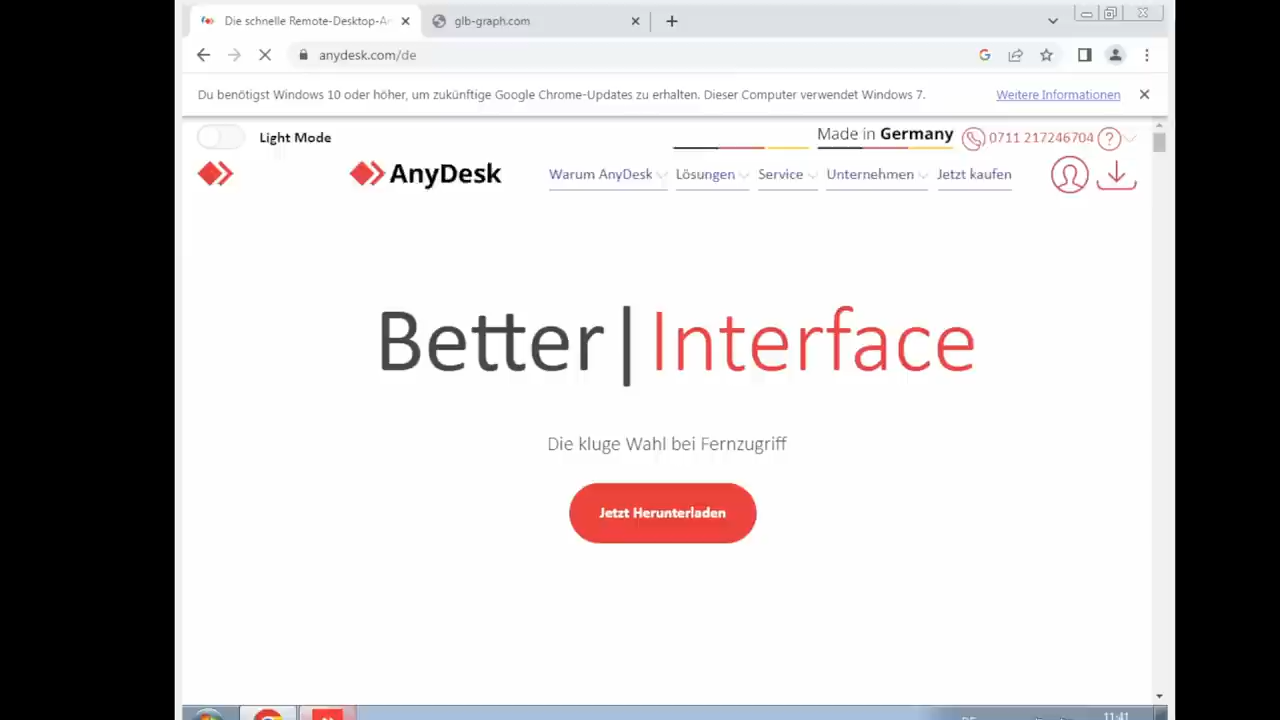 Die schnelle Remote-Desktop-A
glb-graph.com
anydesk.com/de
Du benötigst Windows 10 oder höher, um zukünftige Google Chrome-Updates zu erhalten. Dieser Computer verwendet Windows 7.
Weitere Informationen
Light Mode
Made in Germany
0711 217246704
AnyDesk
Warum AnyDesk
Lösungen
Service
Unternehmen
Jetzt kaufen
Better|Interface
Die kluge Wahl bei Fernzugriff
Jetzt Herunterladen
11:41